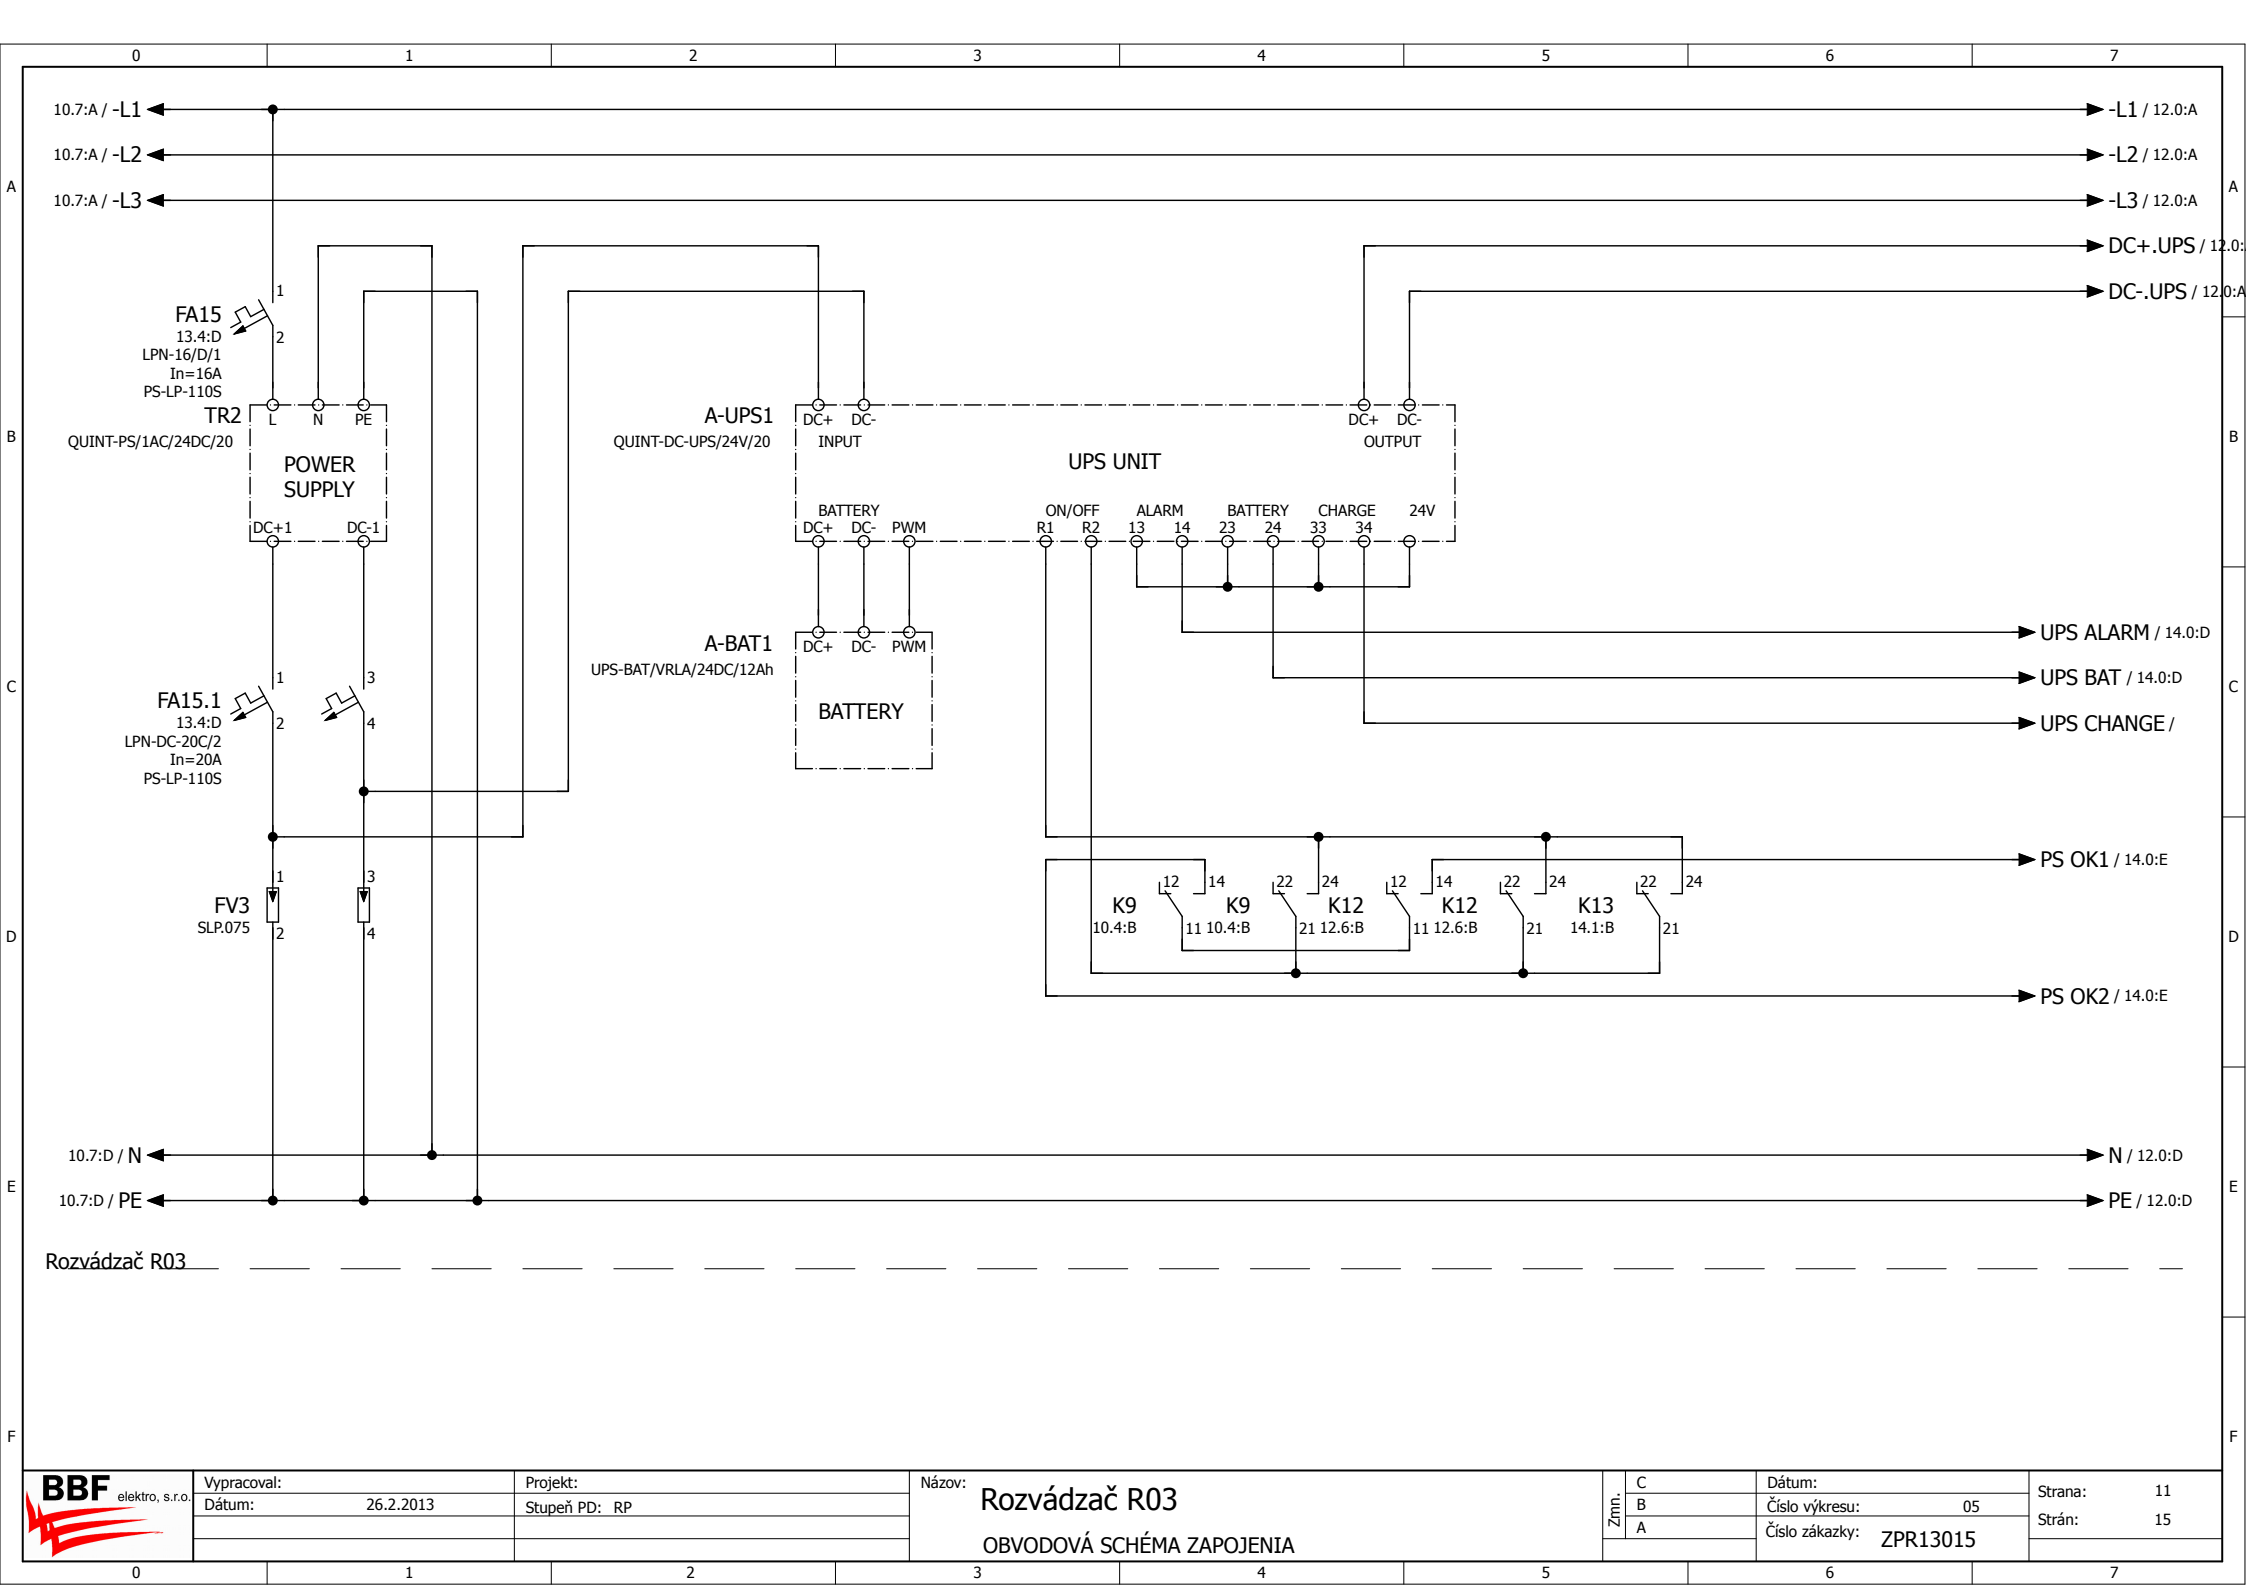 0 1 2 3 4 5 6 7
10.7:A / -L1 -L1 / 12.0:A
10.7:A / -L2 -L2 / 12.0:A
A A
10.7:A / -L3 -L3 / 12.0:A
DC+.UPS / 12.0:
DC-.UPS / 12.0:A
1
FA15
13.4:D 2
LPN-16/D/1
In=16A
PS-LP-110S
TR2 L N PE
QUINT-PS/1AC/24DC/20
POWER
SUPPLY
DC+1 DC-1
A-UPS1 DC+ DC- DC+ DC-
QUINT-DC-UPS/24V/20 INPUT OUTPUT
B B
UPS UNIT
BATTERY ON/OFF ALARM BATTERY CHARGE 24V
DC+ DC- PWM R1 R2 13 14 23 24 33 34
UPS ALARM / 14.0:D
A-BAT1 DC+ DC- PWM
UPS-BAT/VRLA/24DC/12Ah
BATTERY
UPS BAT / 14.0:D
C C
UPS CHANGE /
1 3
FA15.1
13.4:D 2 4
LPN-DC-20C/2
In=20A
PS-LP-110S
PS OK1 / 14.0:E
1 3
FV3
SLP.075 2 4
12 14 22 24 12 14 22 24 22 24
K9 K9 K12 K12 K13
10.4:B 11 10.4:B 21 12.6:B 11 12.6:B 21 14.1:B 21
D D
PS OK2 / 14.0:E
10.7:D / N N / 12.0:D
E E
10.7:D / PE PE / 12.0:D
Rozvádzač R03
F F
BBF elektro, s.r.o.
Vypracoval:
Dátum: 26.2.2013
Projekt:
Stupeň PD: RP
Názov: Rozvádzač R03
OBVODOVÁ SCHÉMA ZAPOJENIA
Zmn.
C
B
A
Dátum:
Číslo výkresu: 05
Číslo zákazky: ZPR13015
Strana: 11
Strán: 15
0 1 2 3 4 5 6 7